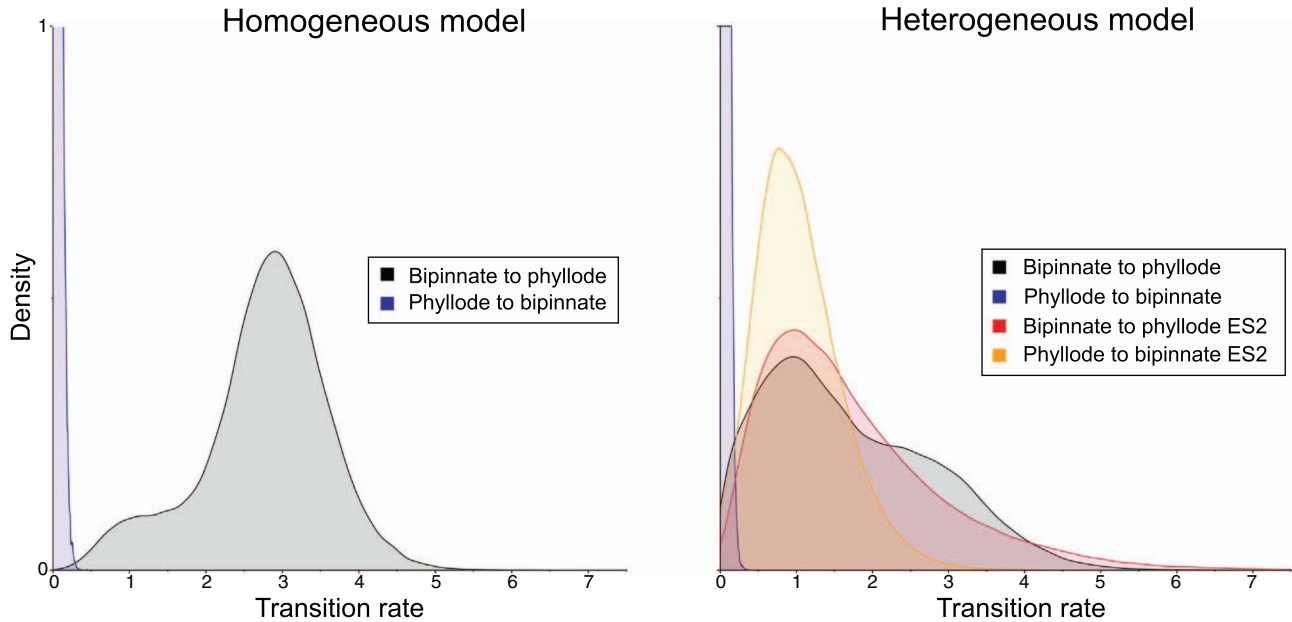 Homogeneous model
Heterogeneous model
1
Density
0
Bipinnate to phyllode
Phyllode to bipinnate
Bipinnate to phyllode
Phyllode to bipinnate
Bipinnate to phyllode ES2
Phyllode to bipinnate ES2
0 1 2 3 4 5 6 7
0 1 2 3 4 5 6 7
Transition rate
Transition rate